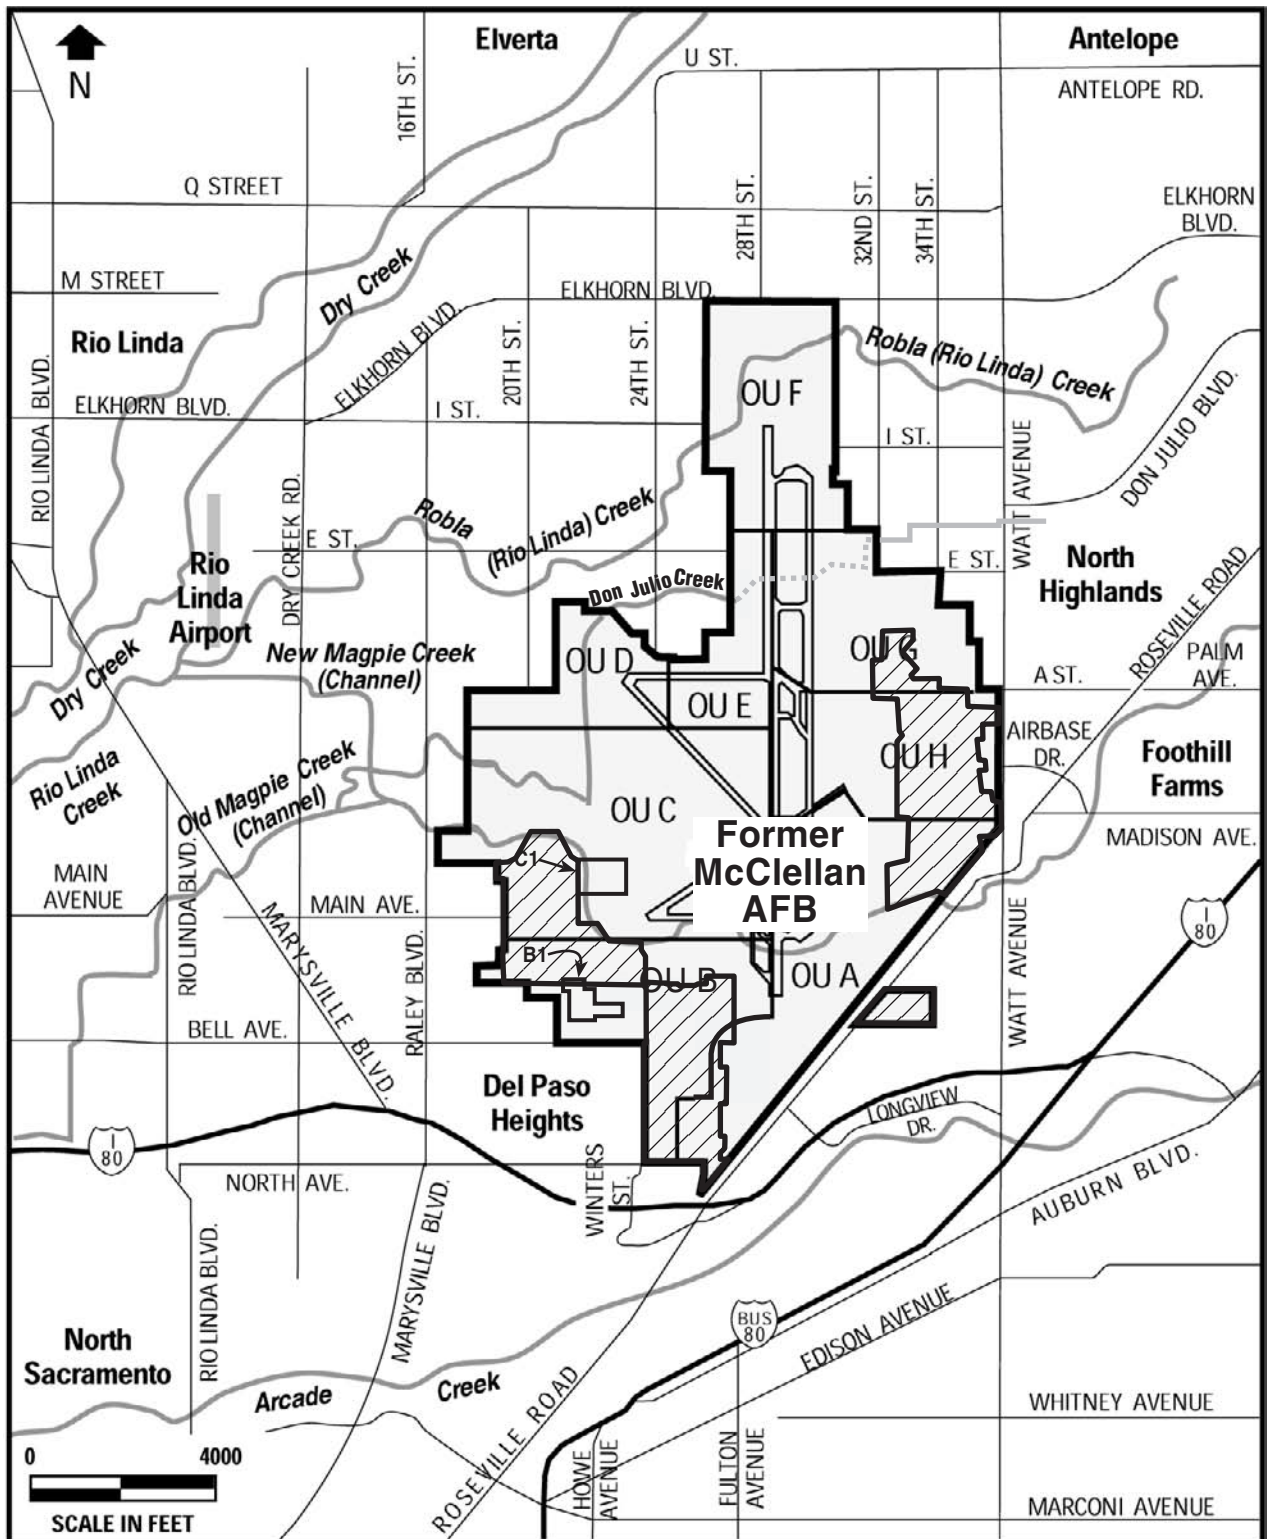 Elverta
Antelope
N
16TH ST.
U ST.
ANTELOPE RD.
Q STREET
28TH ST.
32ND ST.
34TH ST.
ELKHORN
BLVD.
M STREET
Dry Creek
ELKHORN BLVD.
Rio Linda
ELKHORN BLVD.
20TH ST.
24TH ST.
Robla (Rio Linda) Creek
RIO LINDA BLVD.
ELKHORN BLVD.
I ST.
OU F
I ST.
WATT AVENUE
DON JULIO BLVD.
DRY CREEK RD.
Robla
(Rio Linda) Creek
E ST.
E ST.
Rio
Linda
Airport
North
Highlands
Don Julio Creek
ROSEVILLE ROAD
New Magpie Creek
(Channel)
OU D
OU G
PALM
AVE.
Dry Creek
A ST.
OU E
AIRBASE
DR.
Foothill
Farms
Rio Linda
Creek
Old Magpie Creek
(Channel)
OU C
OU H
Former
McClellan
AFB
MADISON AVE.
MAIN
AVENUE
RIO LINDA BLVD.
C1
MAIN AVE.
MARYSVILLE BLVD.
RALEY BLVD.
B1
OU B
OU A
WATT AVENUE
I
80
BELL AVE.
Del Paso
Heights
LONGVIEW
DR.
I
80
NORTH AVE.
WINTERS
ST.
AUBURN BLVD.
RIO LINDA BLVD.
MARYSVILLE BLVD.
North
Sacramento
BUS
80
EDISON AVENUE
Arcade
Creek
ROSEVILLE ROAD
WHITNEY AVENUE
HOWE
AVENUE
FULTON
AVENUE
0
4000
SCALE IN FEET
MARCONI AVENUE